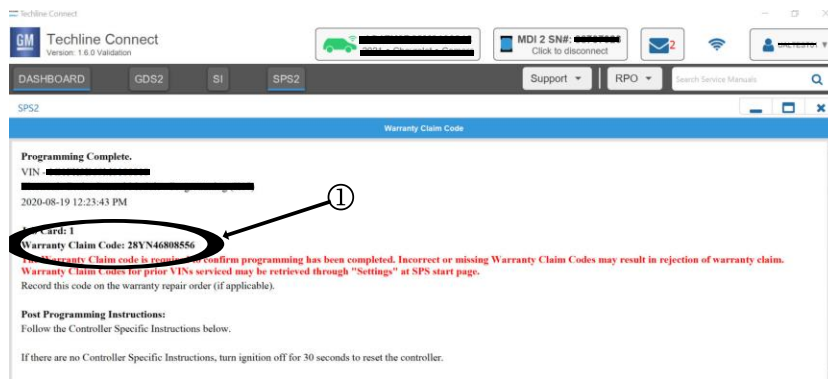 Techline Connect
GM
Techline Connect
Version: 1.6.0 Validation
MDI 2 SN#:
Click to disconnect
2
DASHBOARD GDS2 SI SPS2 Support RPO Search Service Manuals
SPS2
Warranty Claim Code
Programming Complete.
VIN -
2020-08-19 12:23:43 PM
1
Card: 1
Warranty Claim Code: 28YN46808556
The Warranty Claim code is required to confirm programming has been completed. Incorrect or missing Warranty Claim Codes may result in rejection of warranty claim.
Warranty Claim Codes for prior VINs serviced may be retrieved through "Settings" at SPS start page.
Record this code on the warranty repair order (if applicable).
Post Programming Instructions:
Follow the Controller Specific Instructions below.
If there are no Controller Specific Instructions, turn ignition off for 30 seconds to reset the controller.